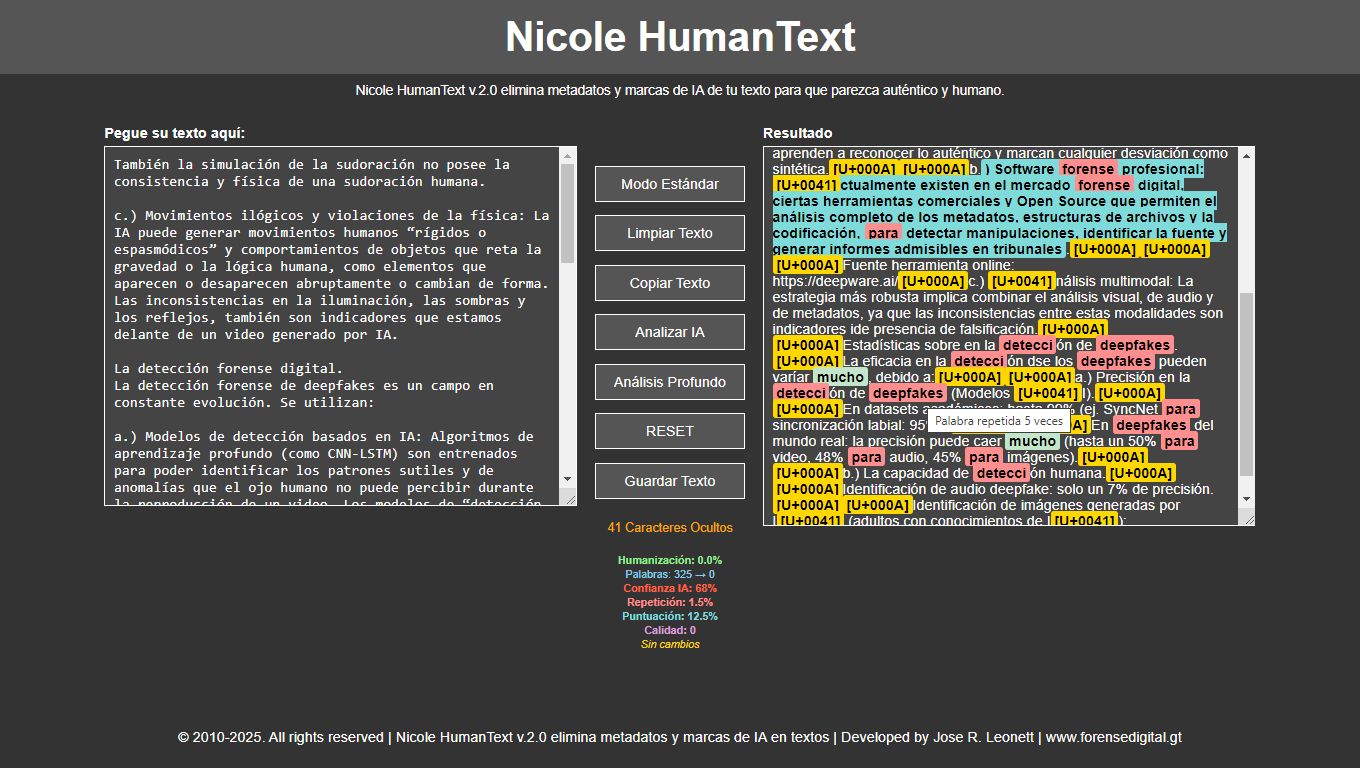 Nicole HumanText
Nicole HumanText v.2.0 elimina metadatos y marcas de IA de tu texto para que parezca auténtico y humano.
Pegue su texto aquí:
También la simulación de la sudoración no posee la
consistencia y física de una sudoración humana.
c.) Movimientos ilógicos y violaciones de la física: La
IA puede generar movimientos humanos “rígidos o
espasmódicos” y comportamientos de objetos que reta la
gravedad o la lógica humana, como elementos que
aparecen o desaparecen abruptamente o cambian de forma.
Las inconsistencias en la iluminación, las sombras y
los reflejos, también son indicadores que estamos
delante de un video generado por IA.
La detección forense digital.
La detección forense de deepfakes es un campo en
constante evolución. Se utilizan:
a.) Modelos de detección basados en IA: Algoritmos de
aprendizaje profundo (como CNN-LSTM) son entrenados
para poder identificar los patrones sutiles y de
anomalías que el ojo humano no puede percibir durante
la reproducción de un video. Los modelos de “detección
Modo Estándar
Limpiar Texto
Copiar Texto
Analizar IA
Análisis Profundo
RESET
Guardar Texto
41 Caracteres Ocultos
Humanización: 0.0%
Palabras: 325 → 0
Confianza IA: 68%
Repetición: 1.5%
Puntuación: 12.5%
Calidad: 0
Sin cambios
Resultado
aprenden a reconocer lo auténtico y marcan cualquier desviación como
sintética.[U+000A] [U+000A]b.) Software forense profesional:
[U+0041]ctualmente existen en el mercado forense digital,
ciertas herramientas comerciales y Open Source que permiten el
análisis completo de los metadatos, estructuras de archivos y la
codificación, para detectar manipulaciones, identificar la fuente y
generar informes admisibles en tribunales .[U+000A] [U+000A]
[U+000A]Fuente herramienta online:
https://deepware.ai/[U+000A]c.) [U+0041]nálisis multimodal: La
estrategia más robusta implica combinar el análisis visual, de audio y
de metadatos, ya que las inconsistencias entre estas modalidades son
indicadores ide presencia de falsificación.[U+000A]
[U+000A]Estadísticas sobre en la detección de deepfakes.
[U+000A]La eficacia en la detección dse los deepfakes pueden
varíar mucho, debido a:[U+000A] [U+000A]a.) Precisión en la
detección de deepfakes (Modelos [U+0041]I).[U+000A]
[U+000A]En datasets académicos: hasta 99% (ej. SyncNet para
sincronización labial: 95 A]En deepfakes del
Palabra repetida 5 veces
mundo real: la precisión puede caer mucho (hasta un 50% para
video, 48% para audio, 45% para imágenes).[U+000A]
[U+000A]b.) La capacidad de detección humana.[U+000A]
[U+000A]Identificación de audio deepfake: solo un 7% de precisión.
[U+000A] [U+000A]Identificación de imágenes generadas por
I[U+0041] (adultos con conocimientos de I[U+0041]):
© 2010-2025. All rights reserved | Nicole HumanText v.2.0 elimina metadatos y marcas de IA en textos | Developed by Jose R. Leonett | www.forensedigital.gt